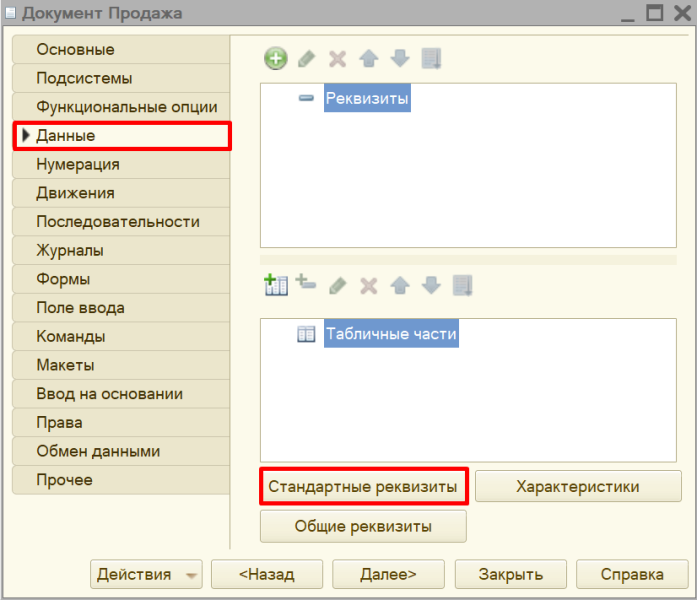 Документ Продажа
Основные
Подсистемы
Функциональные опции
Данные
Нумерация
Движения
Последовательности
Журналы
Формы
Поле ввода
Команды
Макеты
Ввод на основании
Права
Обмен данными
Прочее
Реквизиты
Табличные части
Стандартные реквизиты
Характеристики
Общие реквизиты
Действия
<Назад
Далее>
Закрыть
Справка